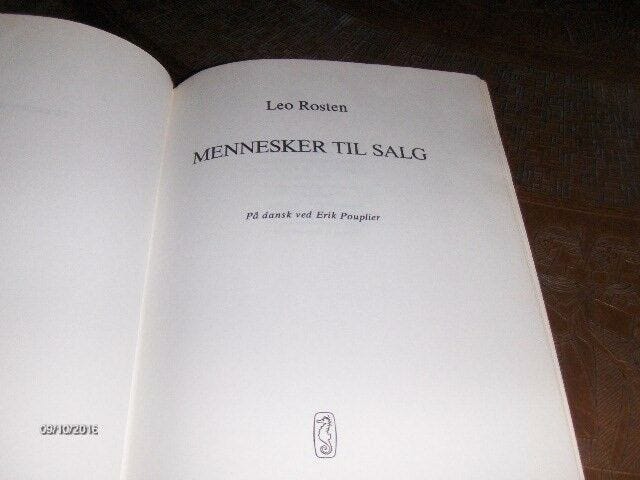 Leo Rosten
MENNESKER TIL SALG
På dansk ved Erik Pouplier
09/10/2016